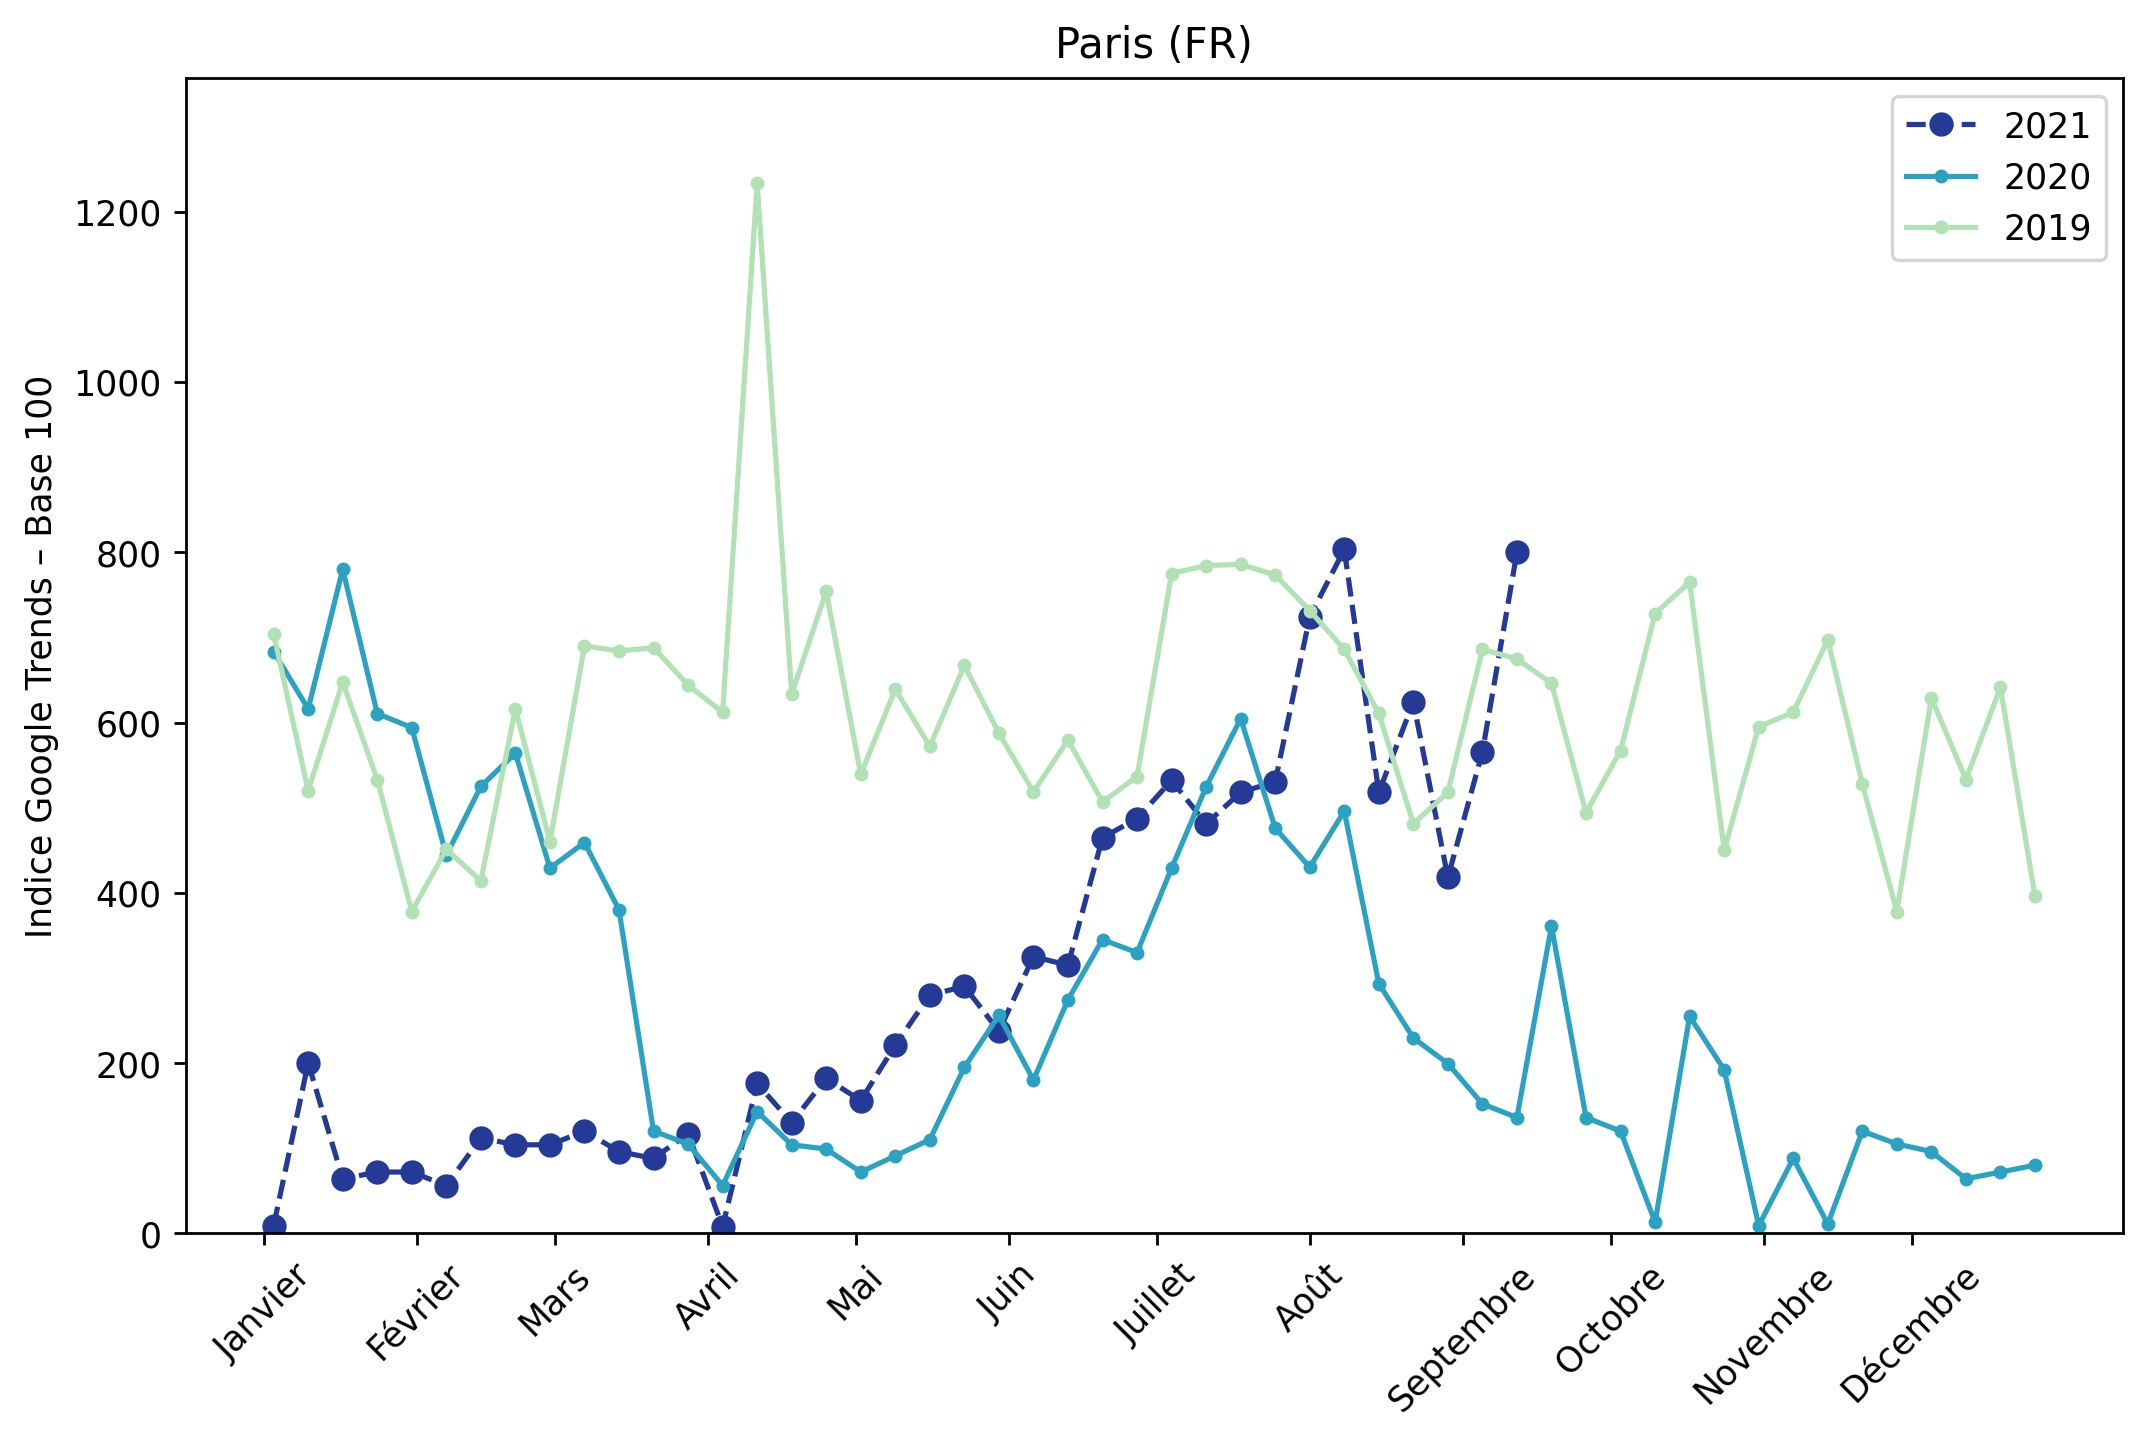 Paris (FR)
2021
2020
2019
Indice Google Trends – Base 100
1200
1000
800
600
400
200
0
Janvier
Février
Mars
Avril
Mai
Juin
Juillet
Août
Septembre
Octobre
Novembre
Décembre